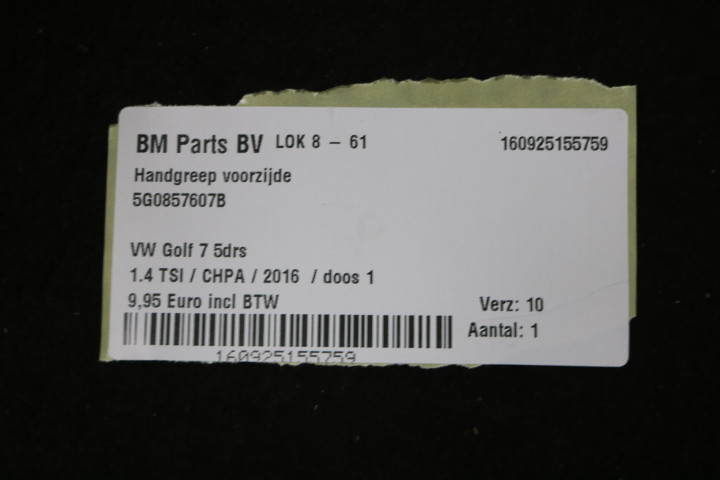 BM Parts BV LOK 8 - 61 160925155759
Handgreep voorzijde
5G0857607B
VW Golf 7 5drs
1.4 TSI / CHPA / 2016 / doos 1
9,95 Euro incl BTW Verz: 10
Aantal: 1
160925155759